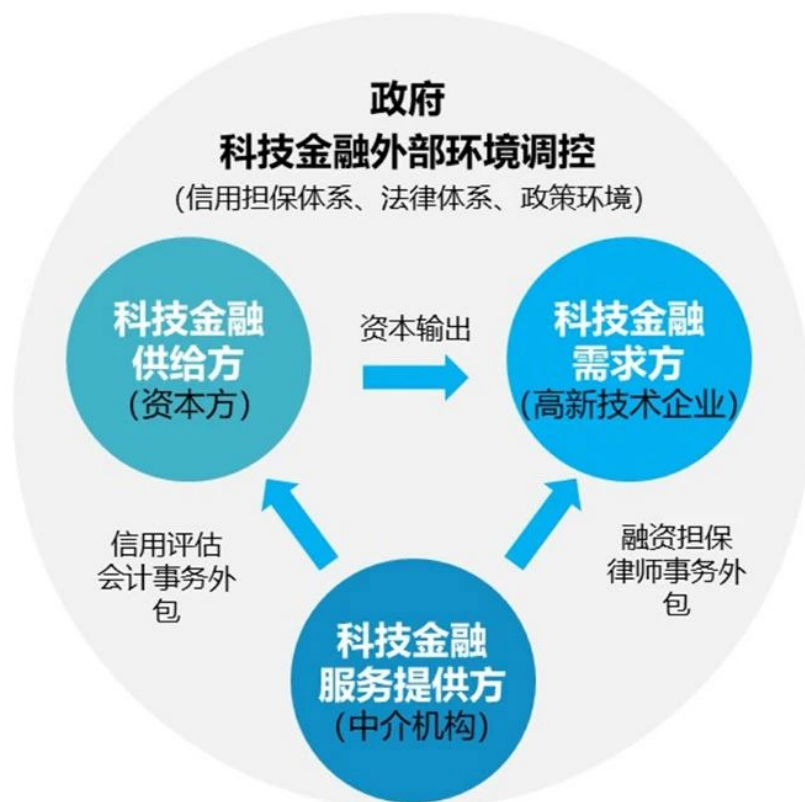 政府
科技金融外部环境调控
(信用担保体系、法律体系、政策环境)
科技金融
供给方
(资本方)
资本输出
科技金融
需求方
(高新技术企业)
信用评估
会计事务外
包
融资担保
律师事务外
包
科技金融
服务提供方
(中介机构)